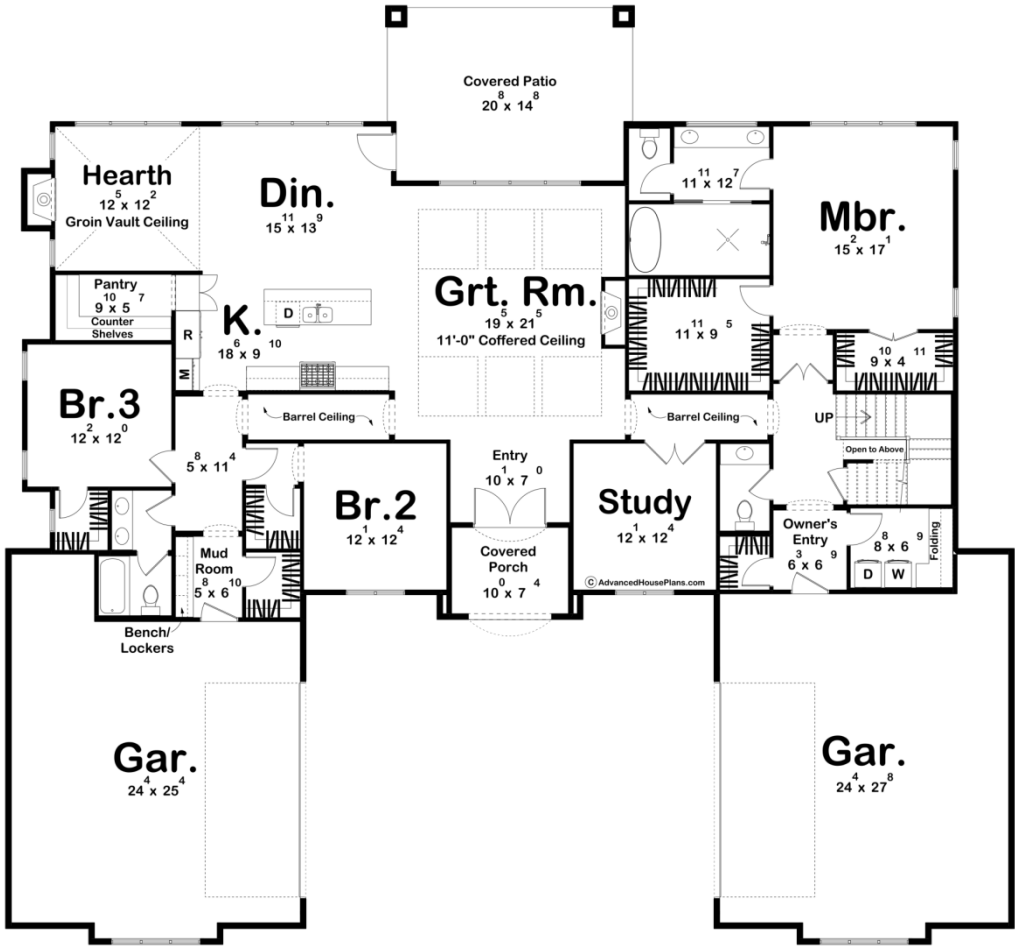 Covered Patio
20⁸ x 14⁸
Hearth
12⁵ x 12²
Groin Vault Ceiling
Din.
15¹¹ x 13⁹
11¹¹ x 12⁷
Mbr.
15² x 17¹
Pantry
9¹⁰ x 5⁷
Counter
Shelves
R
M
K.
18⁶ x 9¹⁰
D
Grt. Rm.
19⁵ x 21⁵
11'-0" Coffered Ceiling
11 x 9⁵
9¹⁰ x 4¹¹
Br.3
12² x 12⁰
Barrel Ceiling
Barrel Ceiling
UP
Open to Above
5⁸ x 11⁴
Entry
10¹ x 7⁰
Br.2
12¹ x 12⁴
Study
12¹ x 12⁴
© AdvancedHousePlans.com
Covered
Porch
10⁰ x 7⁴
Mud
Room
5⁸ x 6¹⁰
Bench/
Lockers
Owner's
Entry
6³ x 6⁹
8⁸ x 6⁹
Folding
D
W
Gar.
24⁴ x 25⁴
Gar.
24⁴ x 27⁸